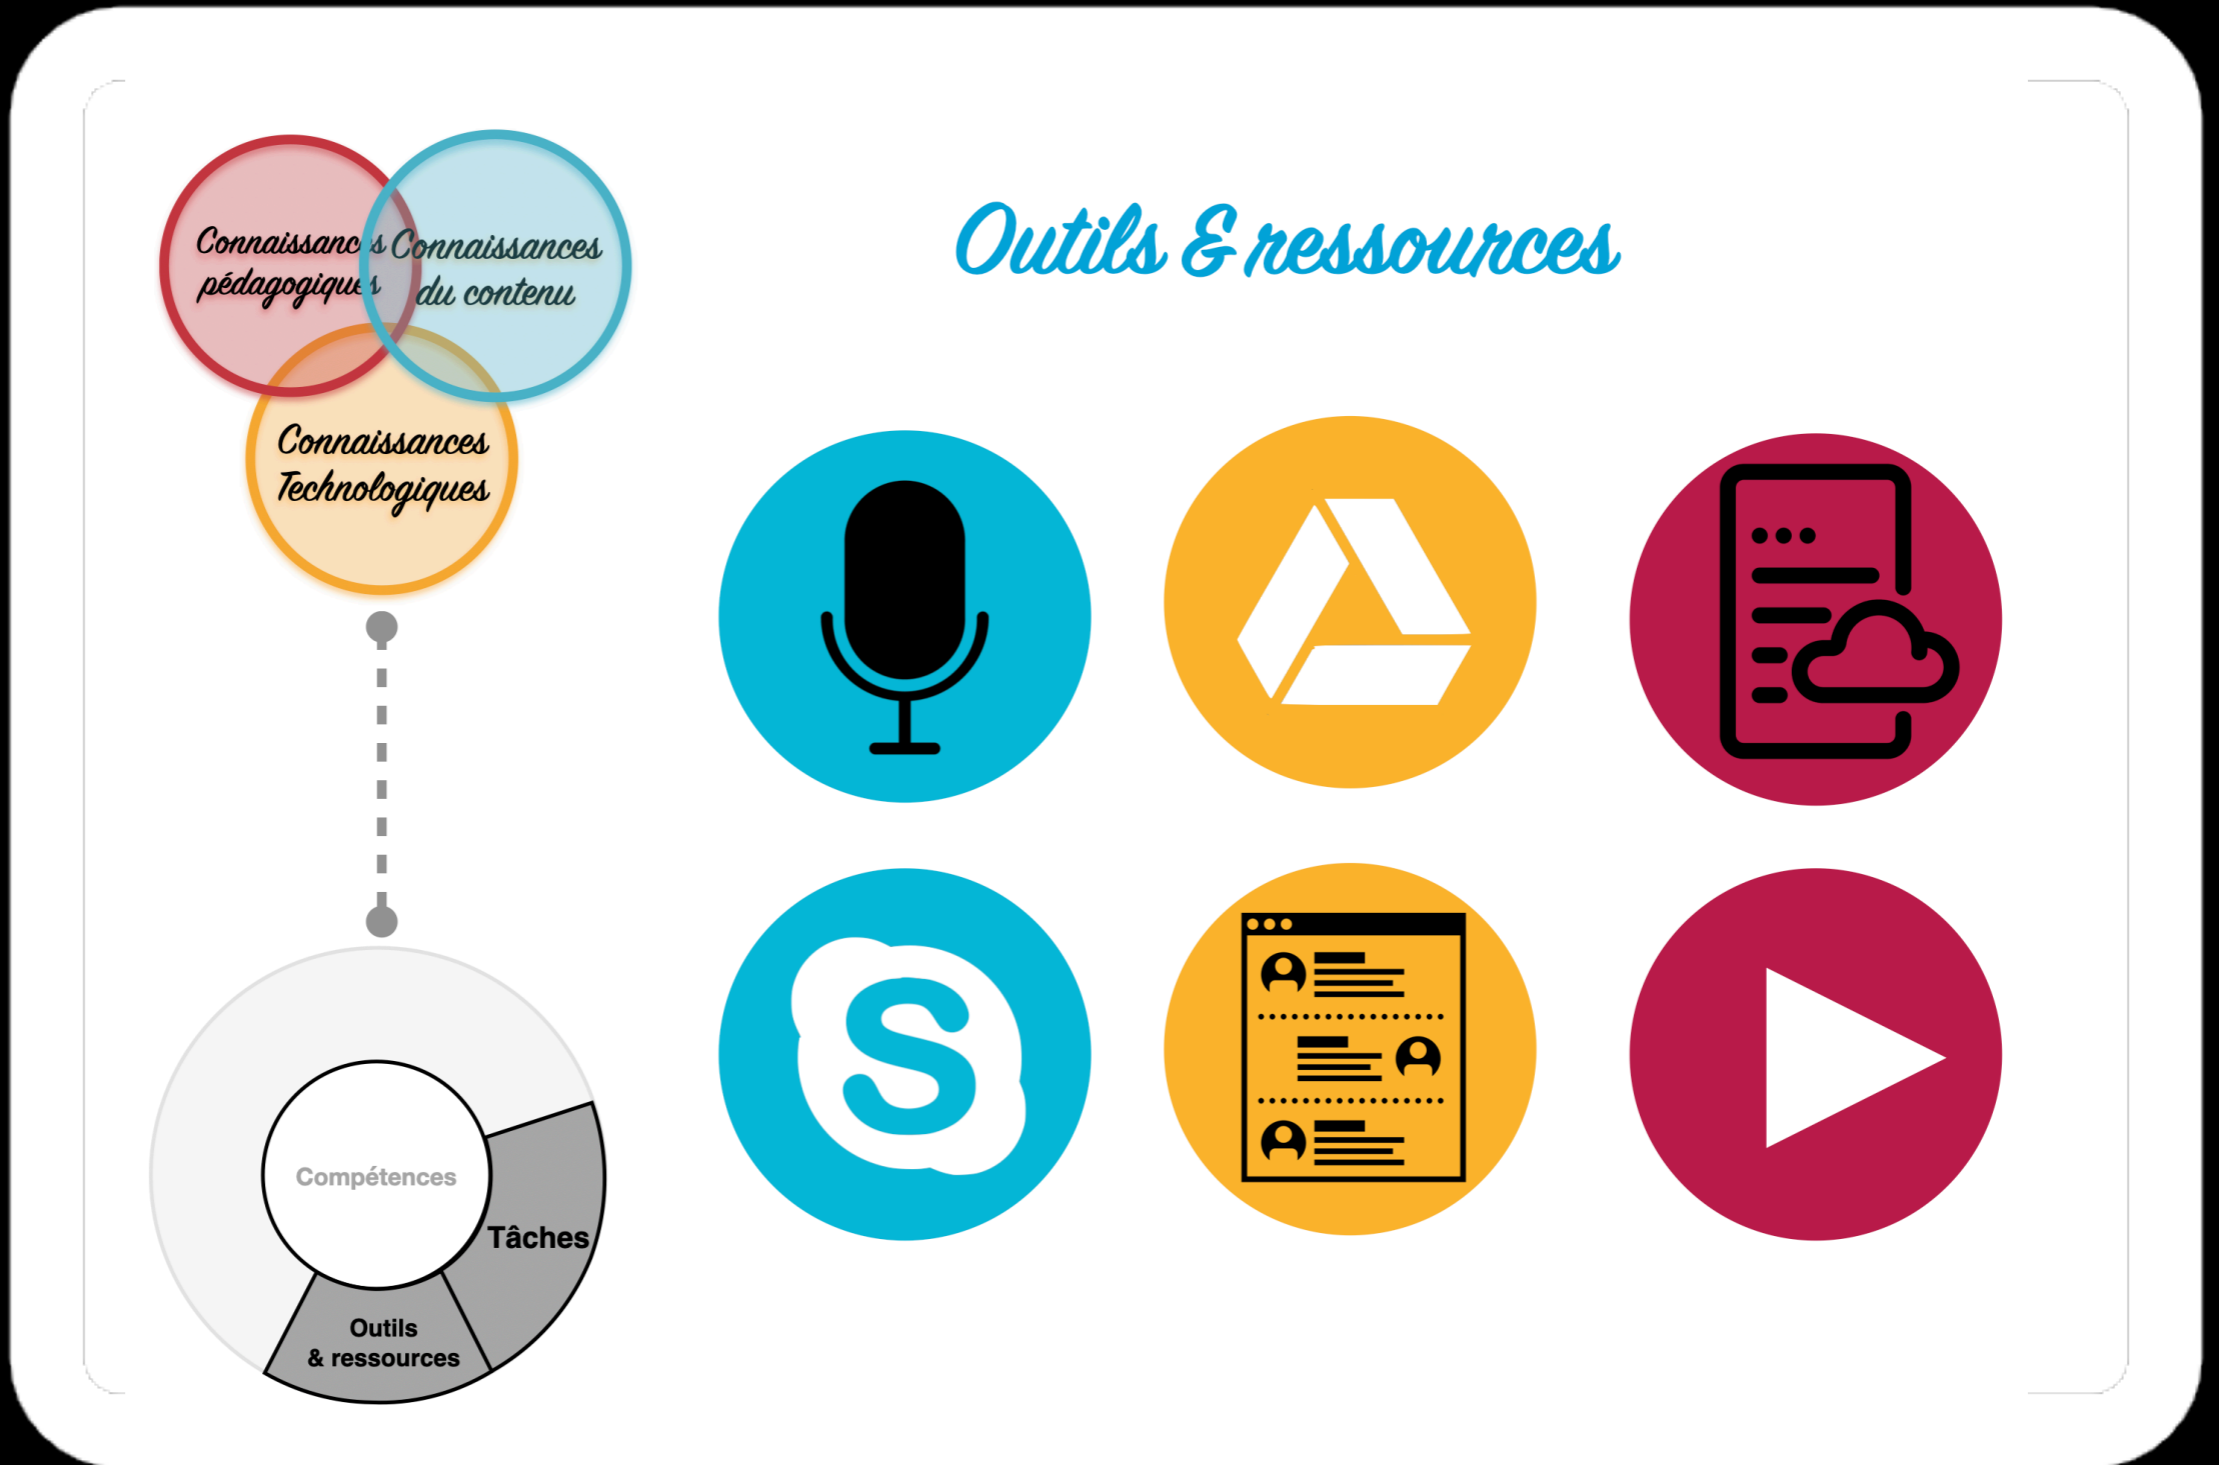 Outils & ressources
Connaissances
pédagogiques
Connaissances
du contenu
Connaissances
Technologiques
Compétences
Tâches
Outils
& ressources
S